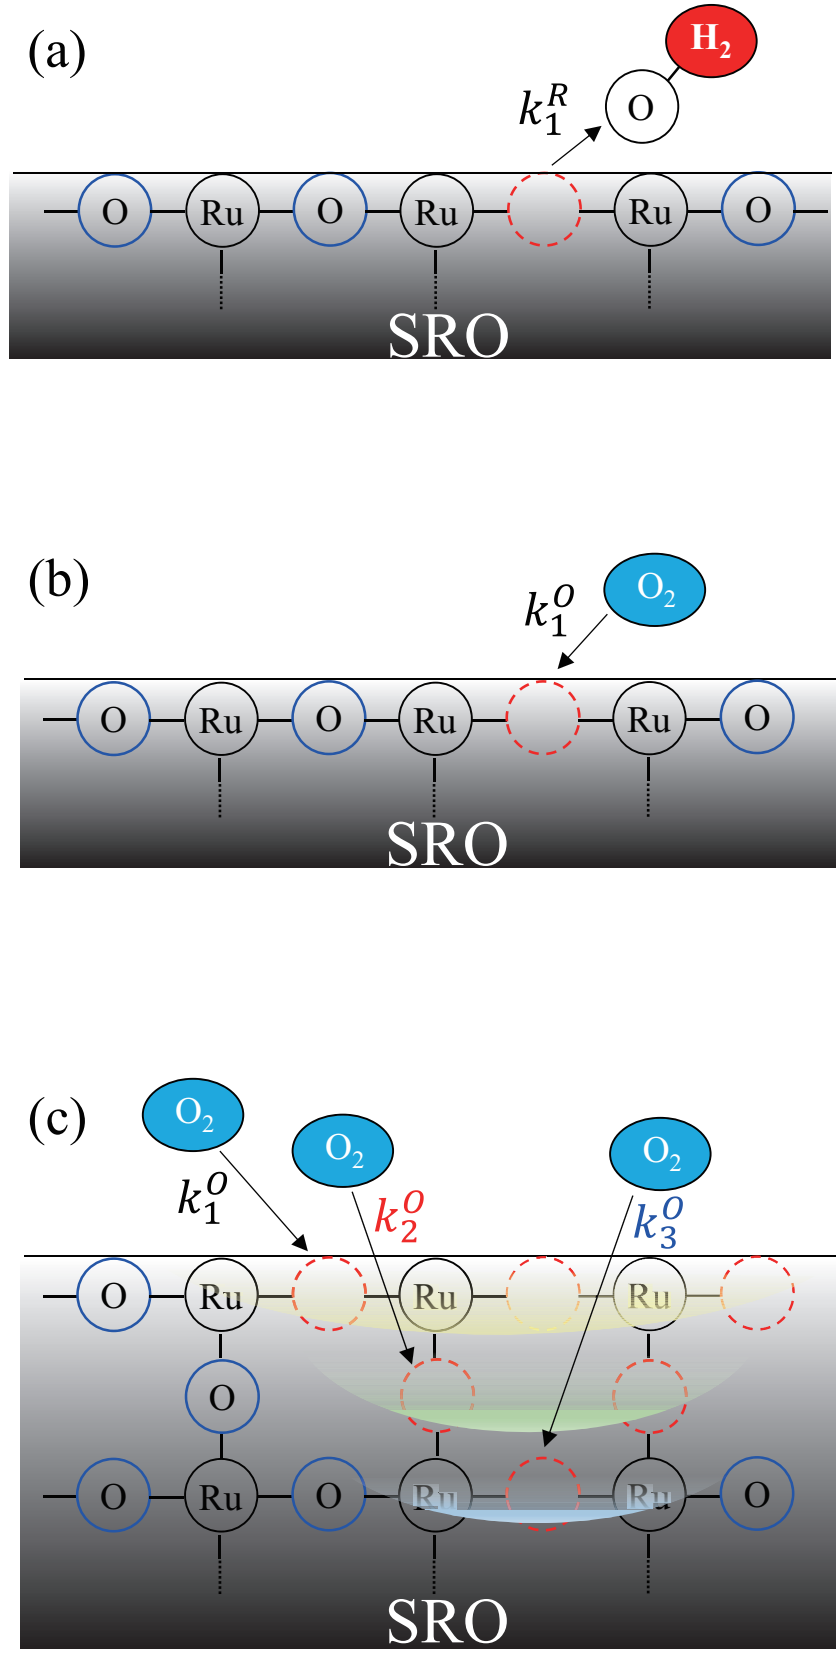 (a)
H₂
O
k₁ᴿ
O Ru O Ru Ru O
SRO
(b)
O₂
k₁ᴼ
O Ru O Ru Ru O
SRO
(c)
O₂ O₂ O₂
k₁ᴼ k₂ᴼ k₃ᴼ
O Ru Ru Ru
O
O Ru O Ru Ru O
SRO